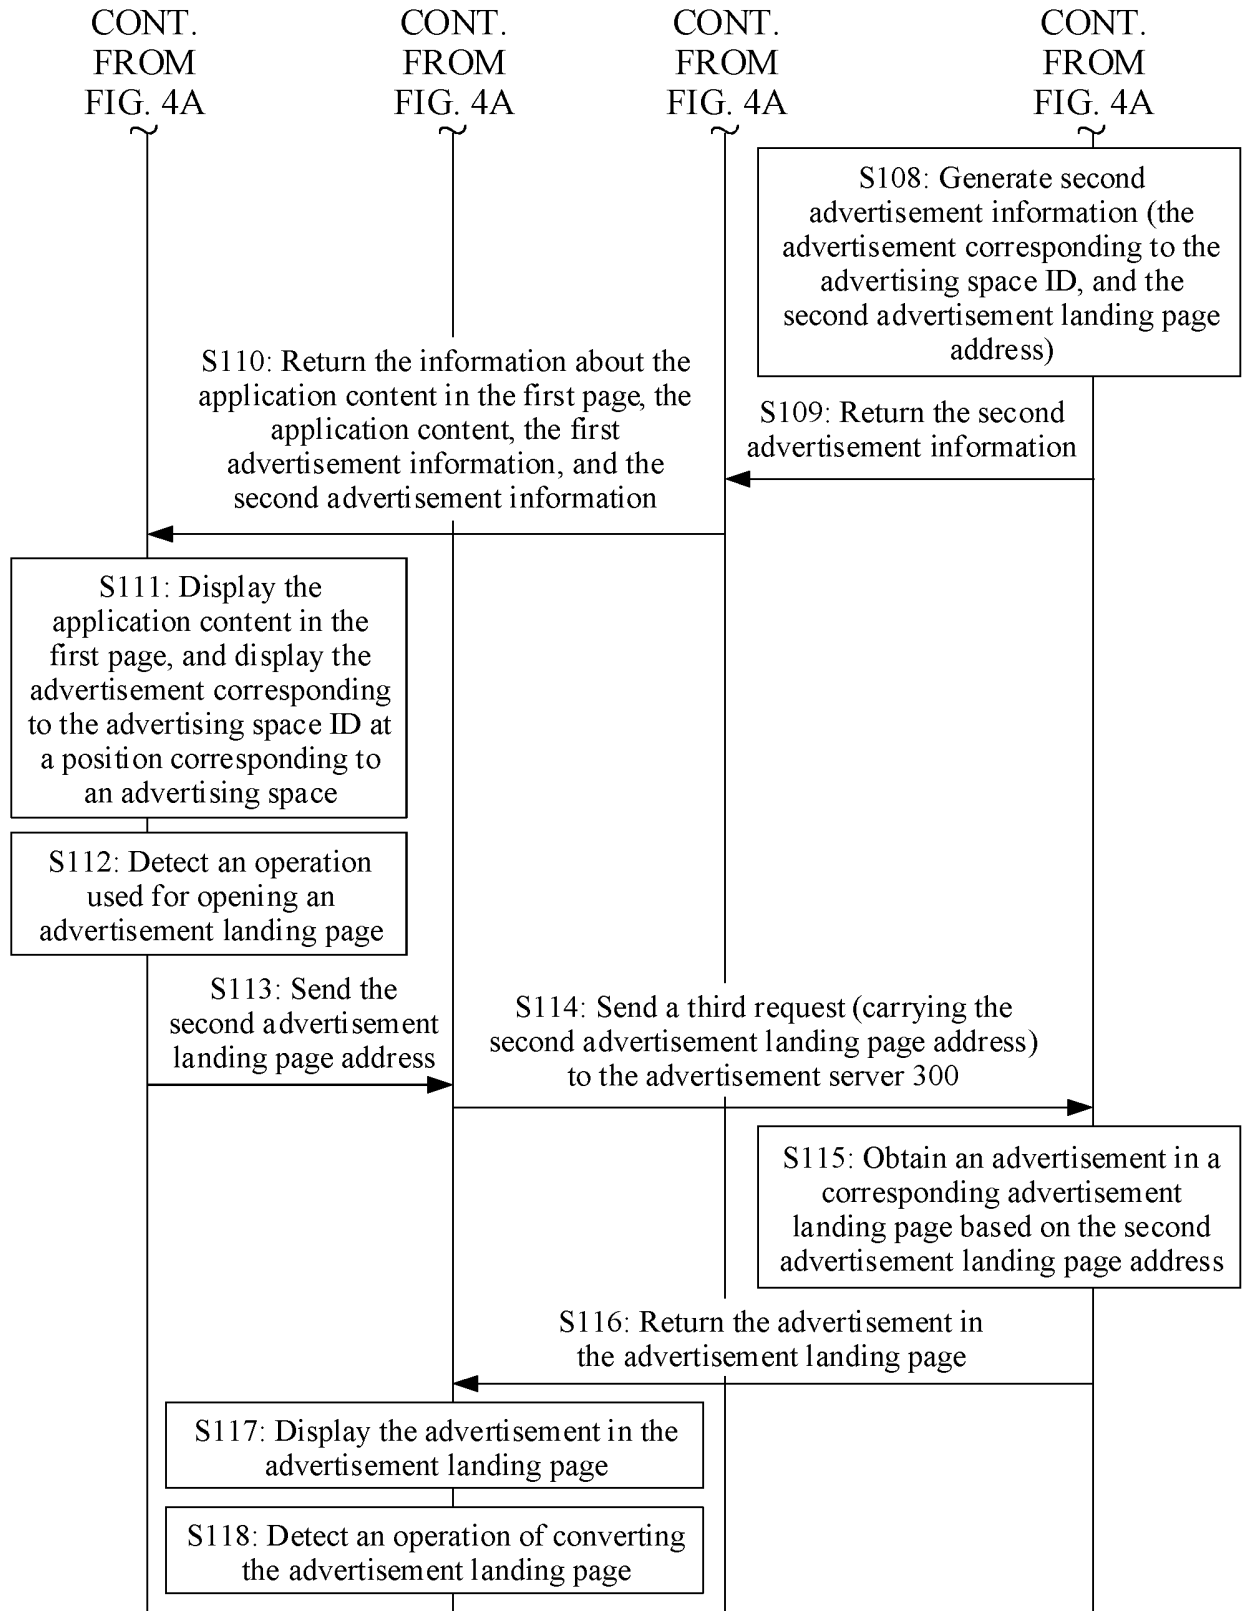 CONT.
FROM
FIG. 4A
CONT.
FROM
FIG. 4A
CONT.
FROM
FIG. 4A
CONT.
FROM
FIG. 4A
S108: Generate second
advertisement information (the
advertisement corresponding to the
advertising space ID, and the
second advertisement landing page
address)
S109: Return the second
advertisement information
S110: Return the information about the
application content in the first page, the
application content, the first
advertisement information, and the
second advertisement information
S111: Display the
application content in the
first page, and display the
advertisement corresponding
to the advertising space ID at
a position corresponding to
an advertising space
S112: Detect an operation
used for opening an
advertisement landing page
S113: Send the
second advertisement
landing page address
S114: Send a third request (carrying the
second advertisement landing page address)
to the advertisement server 300
S115: Obtain an advertisement in a
corresponding advertisement
landing page based on the second
advertisement landing page address
S116: Return the advertisement in
the advertisement landing page
S117: Display the advertisement in the
advertisement landing page
S118: Detect an operation of converting
the advertisement landing page